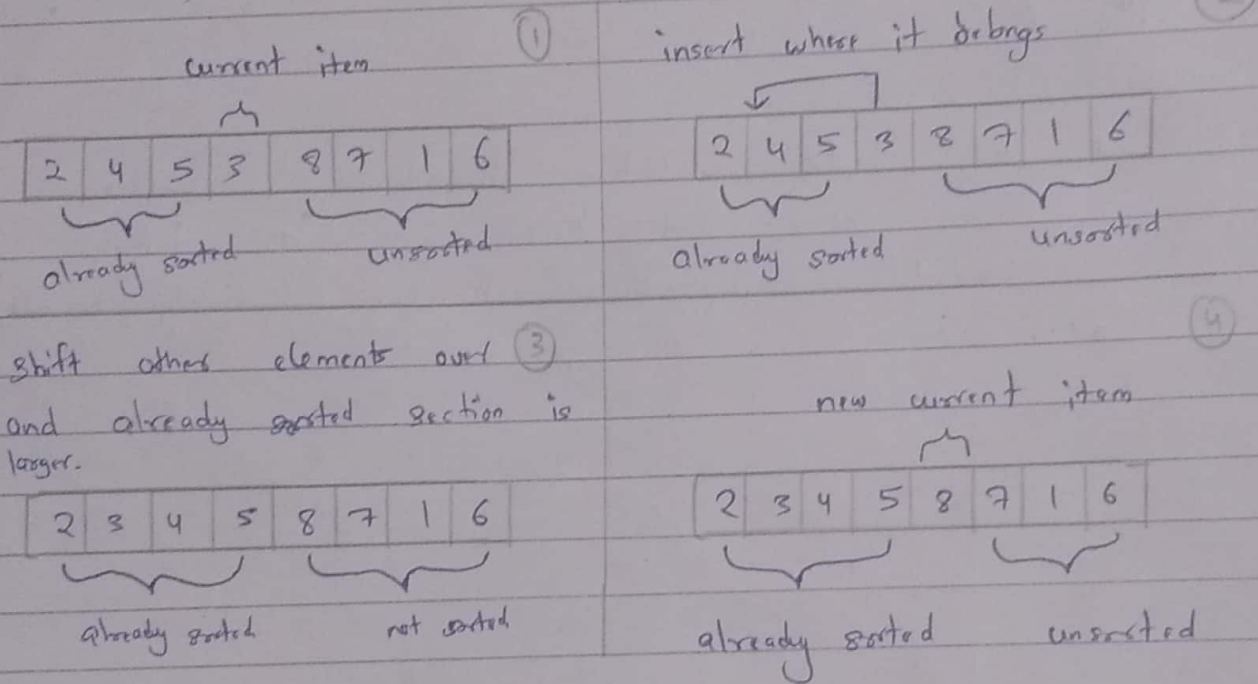 current item ①
2 4 5 3 8 7 1 6
already sorted unsorted
insert where it belongs
2 4 5 3 8 7 1 6
already sorted unsorted
shift other elements over ③
and already sorted section is
larger.
2 3 4 5 8 7 1 6
already sorted not sorted
④
new current item
2 3 4 5 8 7 1 6
already sorted unsorted